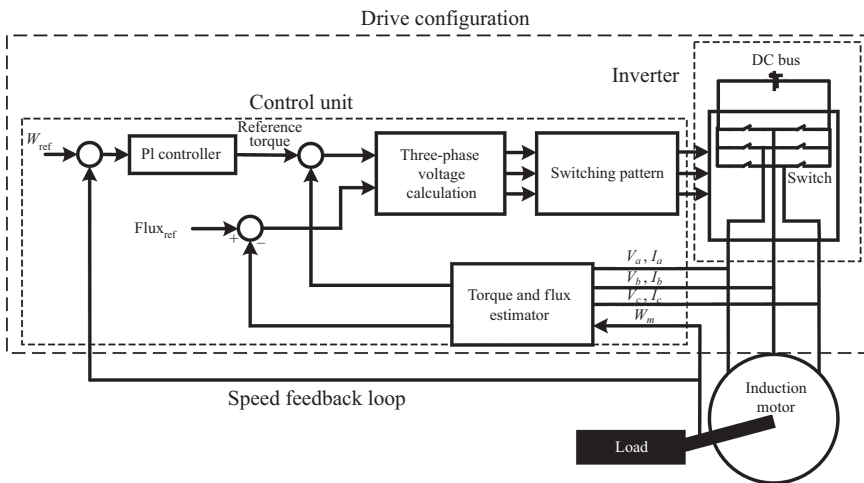 Drive configuration
DC bus
Inverter
Control unit
W_ref
PI controller
Reference
torque
Three-phase
voltage
calculation
Switching pattern
Switch
Flux_ref
+
−
Torque and flux
estimator
V_a, I_a
V_b, I_b
V_c, I_c
W_m
Induction
motor
Speed feedback loop
Load